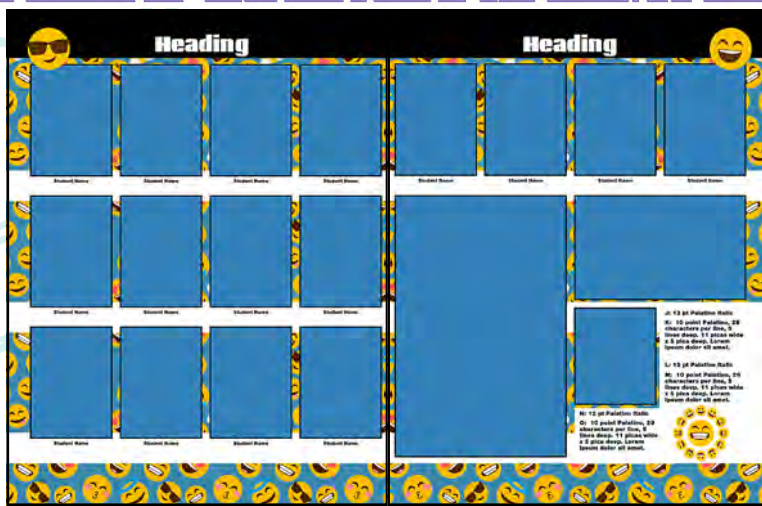 Heading
Student Name Student Name Student Name Student Name
Student Name Student Name Student Name Student Name
Student Name Student Name Student Name Student Name
Heading
Student Name Student Name Student Name Student Name
J: 12 pt Palatino Italic
K: 10 point Palatino, 28
characters per line, 5
lines deep. 11 picas wide
x 5 pica deep. Lorem
ipsum dolor sit amet.
L: 12 pt Palatino Italic
M: 10 point Palatino, 28
characters per line, 5
lines deep. 11 picas wide
x 5 pica deep. Lorem
ipsum dolor sit amet.
N: 12 pt Palatino Italic
O: 10 point Palatino, 28
characters per line, 5
lines deep. 11 picas wide
x 5 pica deep. Lorem
ipsum dolor sit amet.